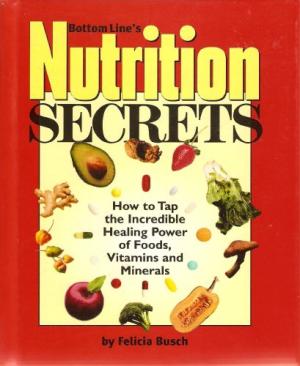 Bottom Line's
Nutrition
SECRETS
How to Tap
the Incredible
Healing Power
of Foods,
Vitamins and
Minerals
by Felicia Busch